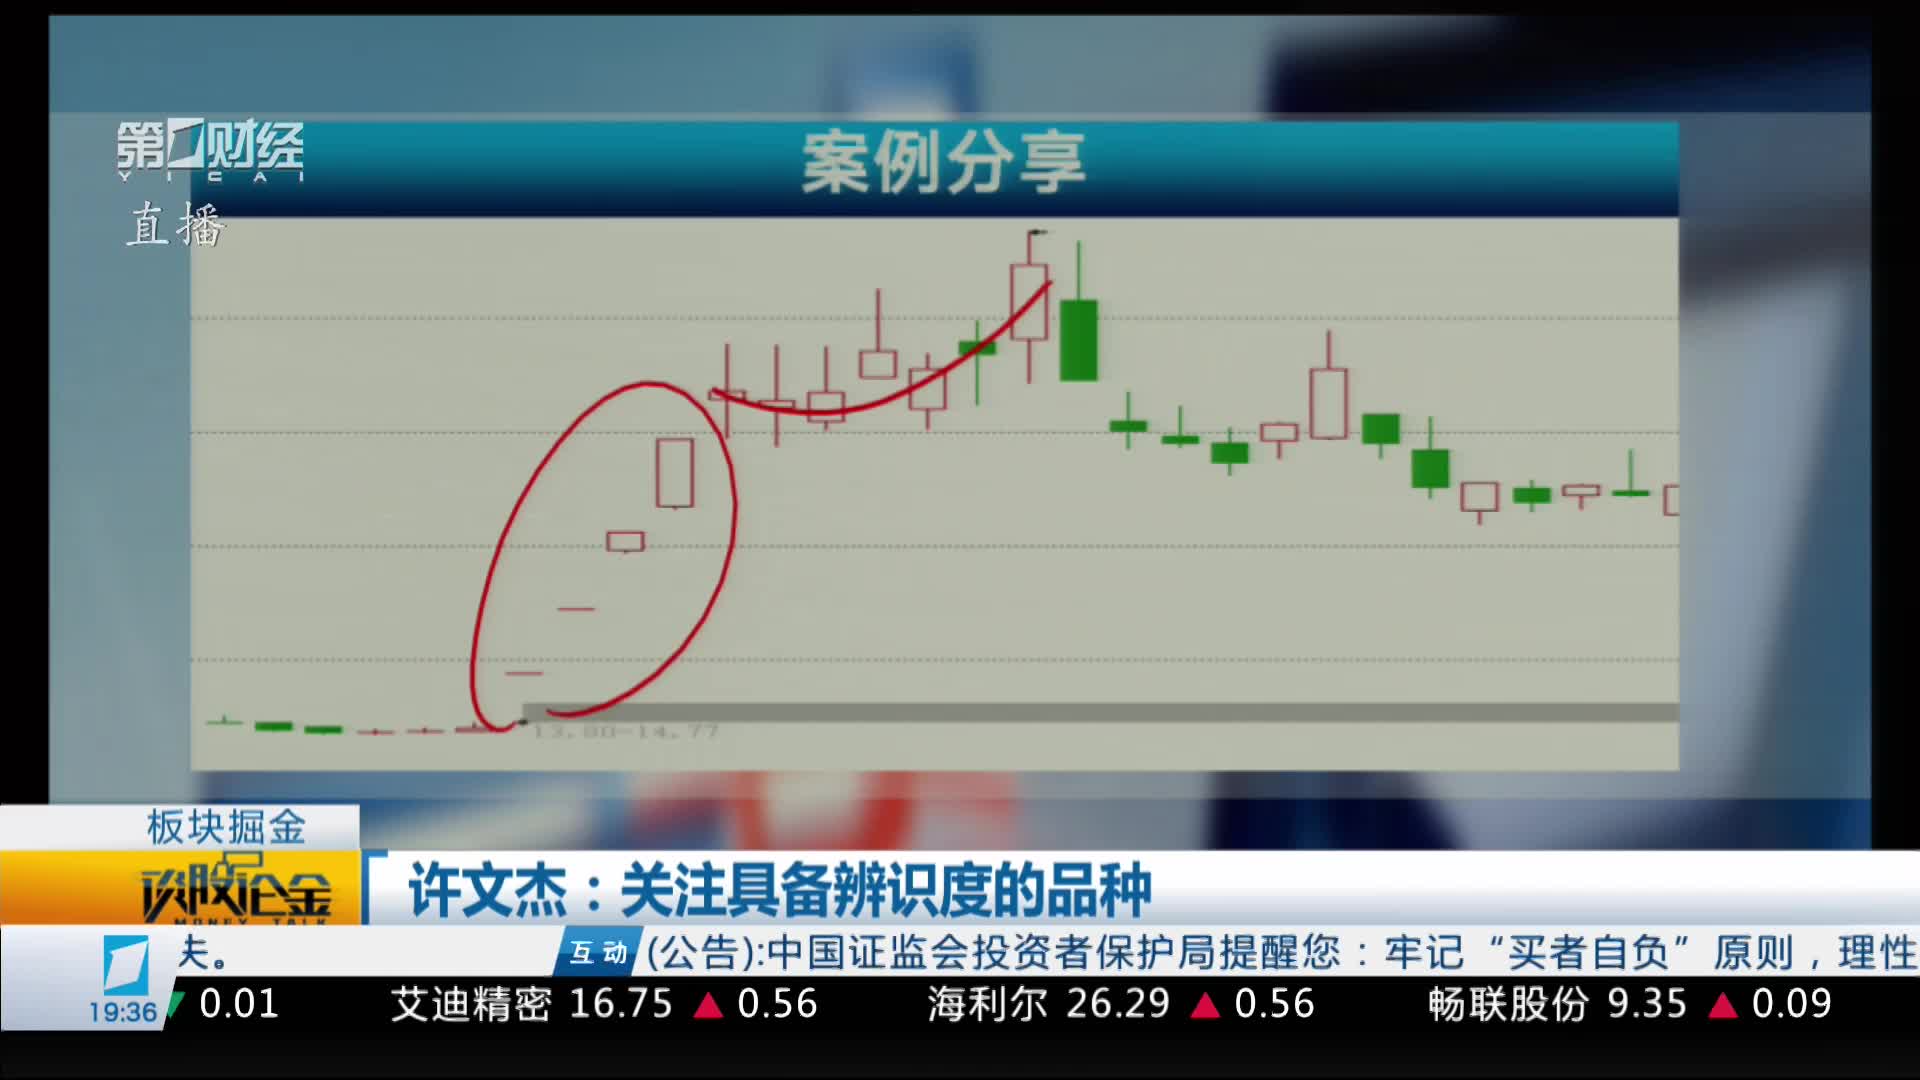 第1财经
YICAI
直播
案例分享
13.80-14.77
板块掘金
谈股论金
MONEY TALK
许文杰：关注具备辨识度的品种
夫。
互动
(公告):中国证监会投资者保护局提醒您：牢记“买者自负”原则，理性
19:36
▼ 0.01 艾迪精密 16.75 ▲ 0.56 海利尔 26.29 ▲ 0.56 畅联股份 9.35 ▲ 0.09